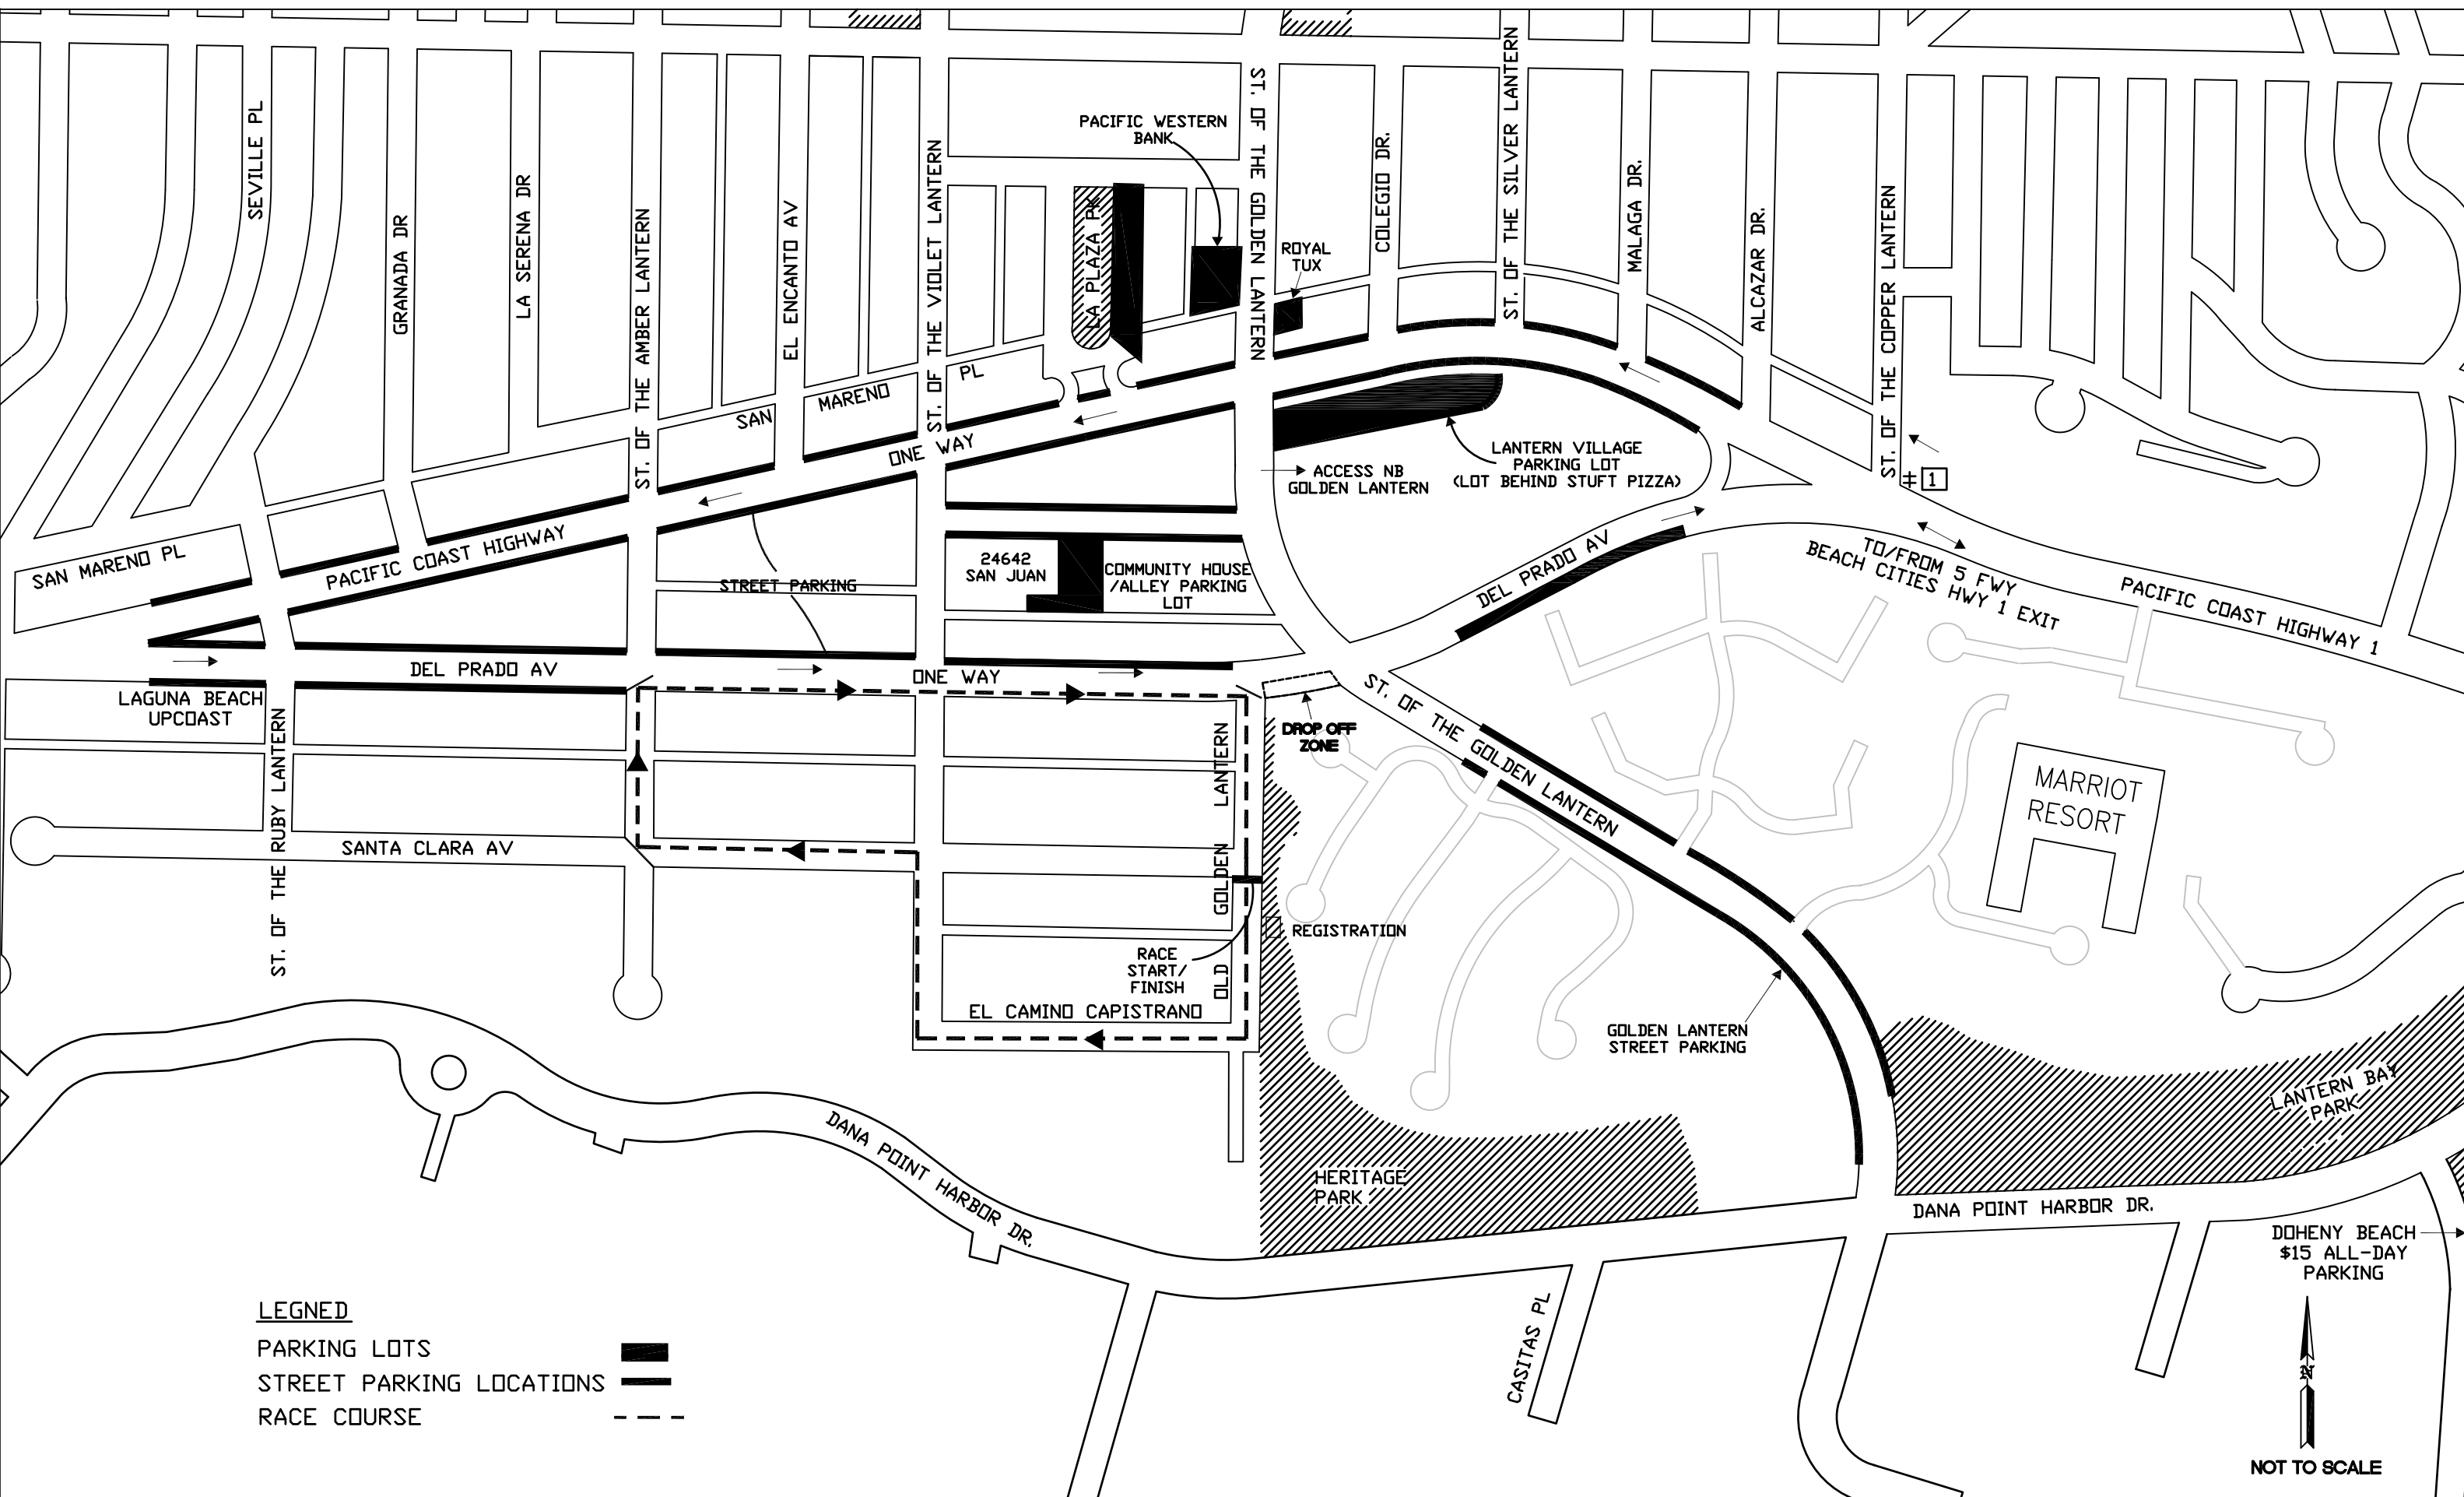 SEVILLE PL
GRANADA DR
LA SERENA DR
ST. OF THE AMBER LANTERN
EL ENCANTO AV
ST. OF THE VIOLET LANTERN
PACIFIC WESTERN
BANK
LA PLAZA PK
ST. OF THE GOLDEN LANTERN
ROYAL
TUX
COLEGIO DR.
ST. OF THE SILVER LANTERN
MALAGA DR.
ALCAZAR DR.
ST. OF THE COPPER LANTERN
SAN MARENO PL
ONE WAY
SAN MARENO PL
PACIFIC COAST HIGHWAY
STREET PARKING
ACCESS NB
GOLDEN LANTERN
LANTERN VILLAGE
PARKING LOT
(LOT BEHIND STUFT PIZZA)
# 1
24642
SAN JUAN
COMMUNITY HOUSE
/ALLEY PARKING
LOT
DEL PRADO AV
TO/FROM 5 FWY
BEACH CITIES HWY 1 EXIT
PACIFIC COAST HIGHWAY 1
DEL PRADO AV
ONE WAY
LAGUNA BEACH
UPCOAST
ST. OF THE RUBY LANTERN
DROP OFF
ZONE
ST. OF THE GOLDEN LANTERN
MARRIOT
RESORT
SANTA CLARA AV
OLD GOLDEN LANTERN
REGISTRATION
RACE
START/
FINISH
EL CAMINO CAPISTRANO
GOLDEN LANTERN
STREET PARKING
LANTERN BAY
PARK
DANA POINT HARBOR DR.
HERITAGE
PARK
DANA POINT HARBOR DR.
DOHENY BEACH
$15 ALL-DAY
PARKING
CASITAS PL
LEGNED
PARKING LOTS
STREET PARKING LOCATIONS
RACE COURSE
N
NOT TO SCALE